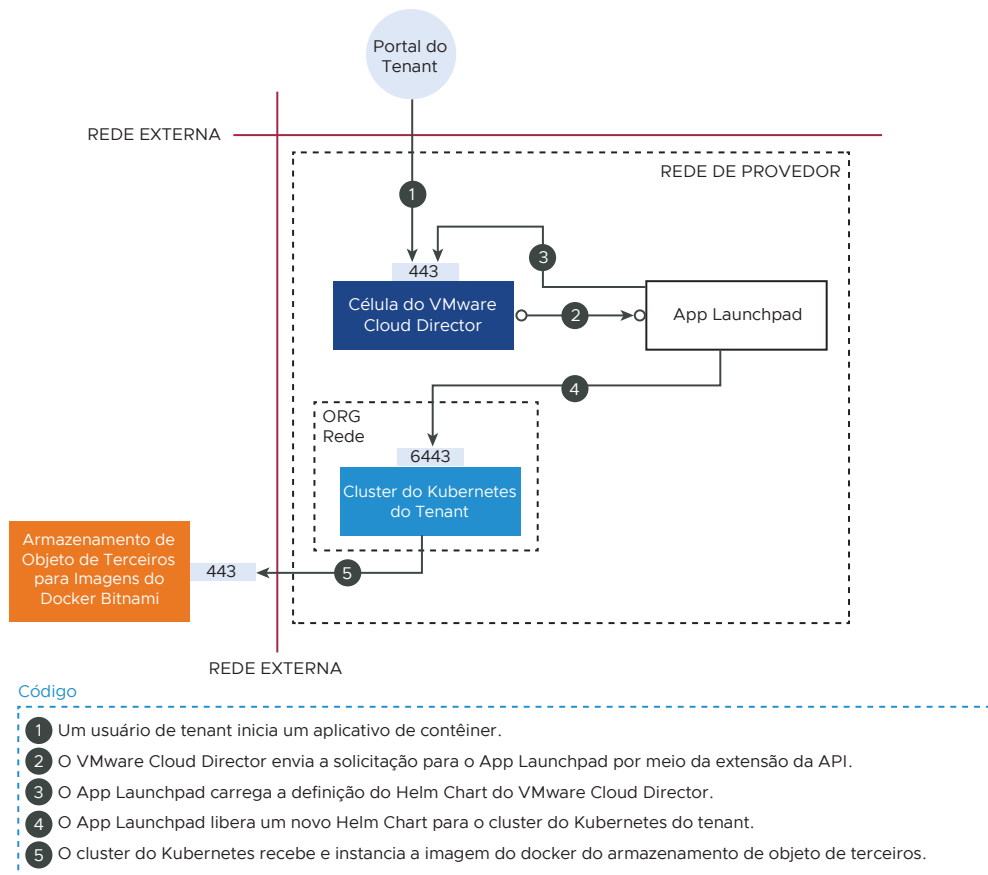 Portal do
Tenant
REDE EXTERNA
REDE DE PROVEDOR
1
3
443
Célula do VMware
Cloud Director
2
App Launchpad
4
ORG
Rede
6443
Cluster do Kubernetes
do Tenant
Armazenamento de
Objeto de Terceiros
para Imagens do
Docker Bitnami
443
5
REDE EXTERNA
Código
1 Um usuário de tenant inicia um aplicativo de contêiner.
2 O VMware Cloud Director envia a solicitação para o App Launchpad por meio da extensão da API.
3 O App Launchpad carrega a definição do Helm Chart do VMware Cloud Director.
4 O App Launchpad libera um novo Helm Chart para o cluster do Kubernetes do tenant.
5 O cluster do Kubernetes recebe e instancia a imagem do docker do armazenamento de objeto de terceiros.